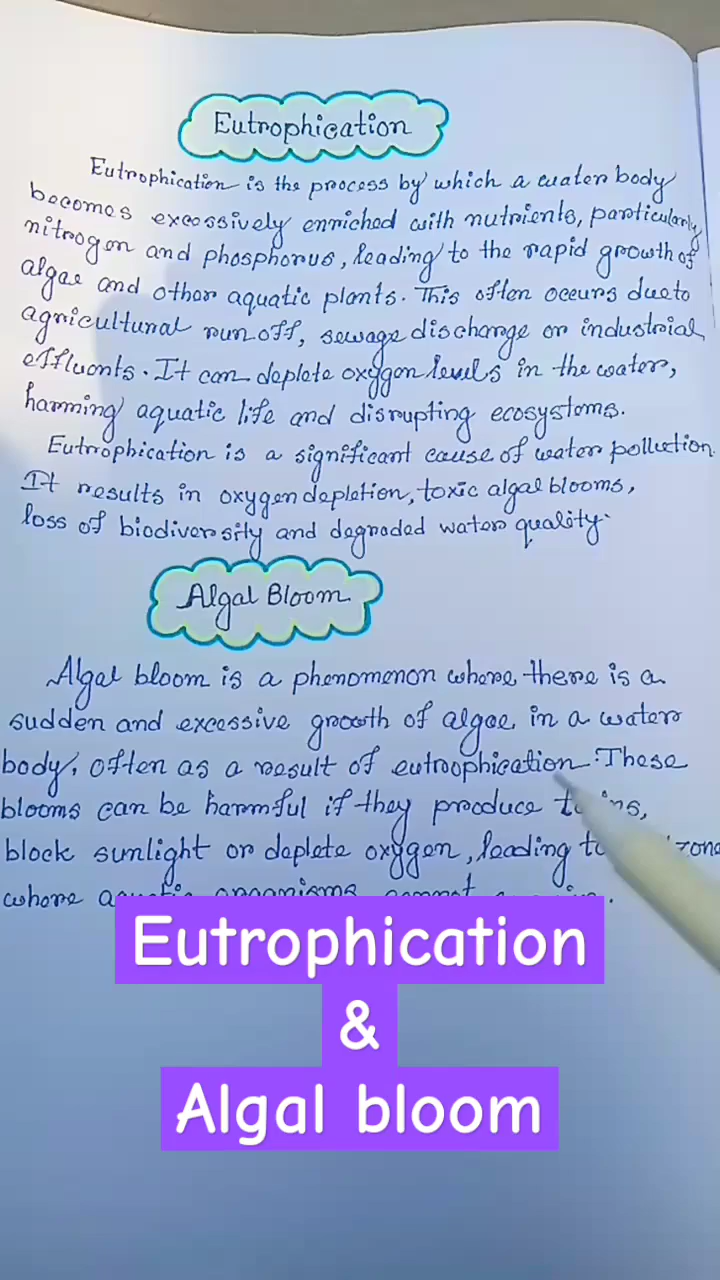 Eutrophication
Eutrophication is the process by which a water body
becomes excessively enriched with nutrients, particularly
nitrogen and phosphorus, leading to the rapid growth of
algae and other aquatic plants. This often occurs due to
agricultural runoff, sewage discharge or industrial
effluents. It can deplete oxygen levels in the water,
harming aquatic life and disrupting ecosystems.
Eutrophication is a significant cause of water pollution.
It results in oxygen depletion, toxic algal blooms,
loss of biodiversity and degraded water quality.
Algal Bloom
Algal bloom is a phenomenon where there is a
sudden and excessive growth of algae in a water
body, often as a result of eutrophication. These
blooms can be harmful if they produce
block sunlight or deplete oxygen, leading
where
Eutrophication
&
Algal bloom